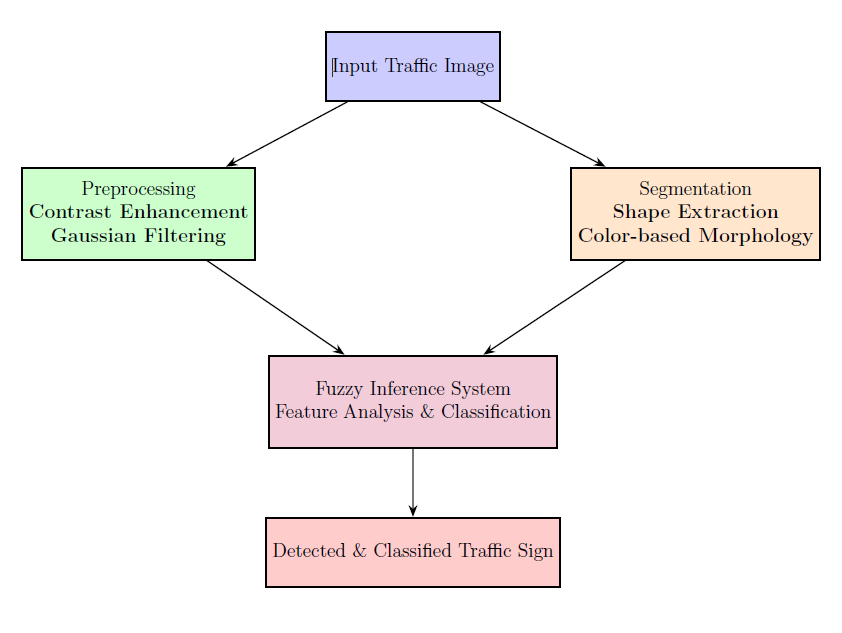 Input Traffic Image
Preprocessing
Contrast Enhancement
Gaussian Filtering
Segmentation
Shape Extraction
Color-based Morphology
Fuzzy Inference System
Feature Analysis & Classification
Detected & Classified Traffic Sign